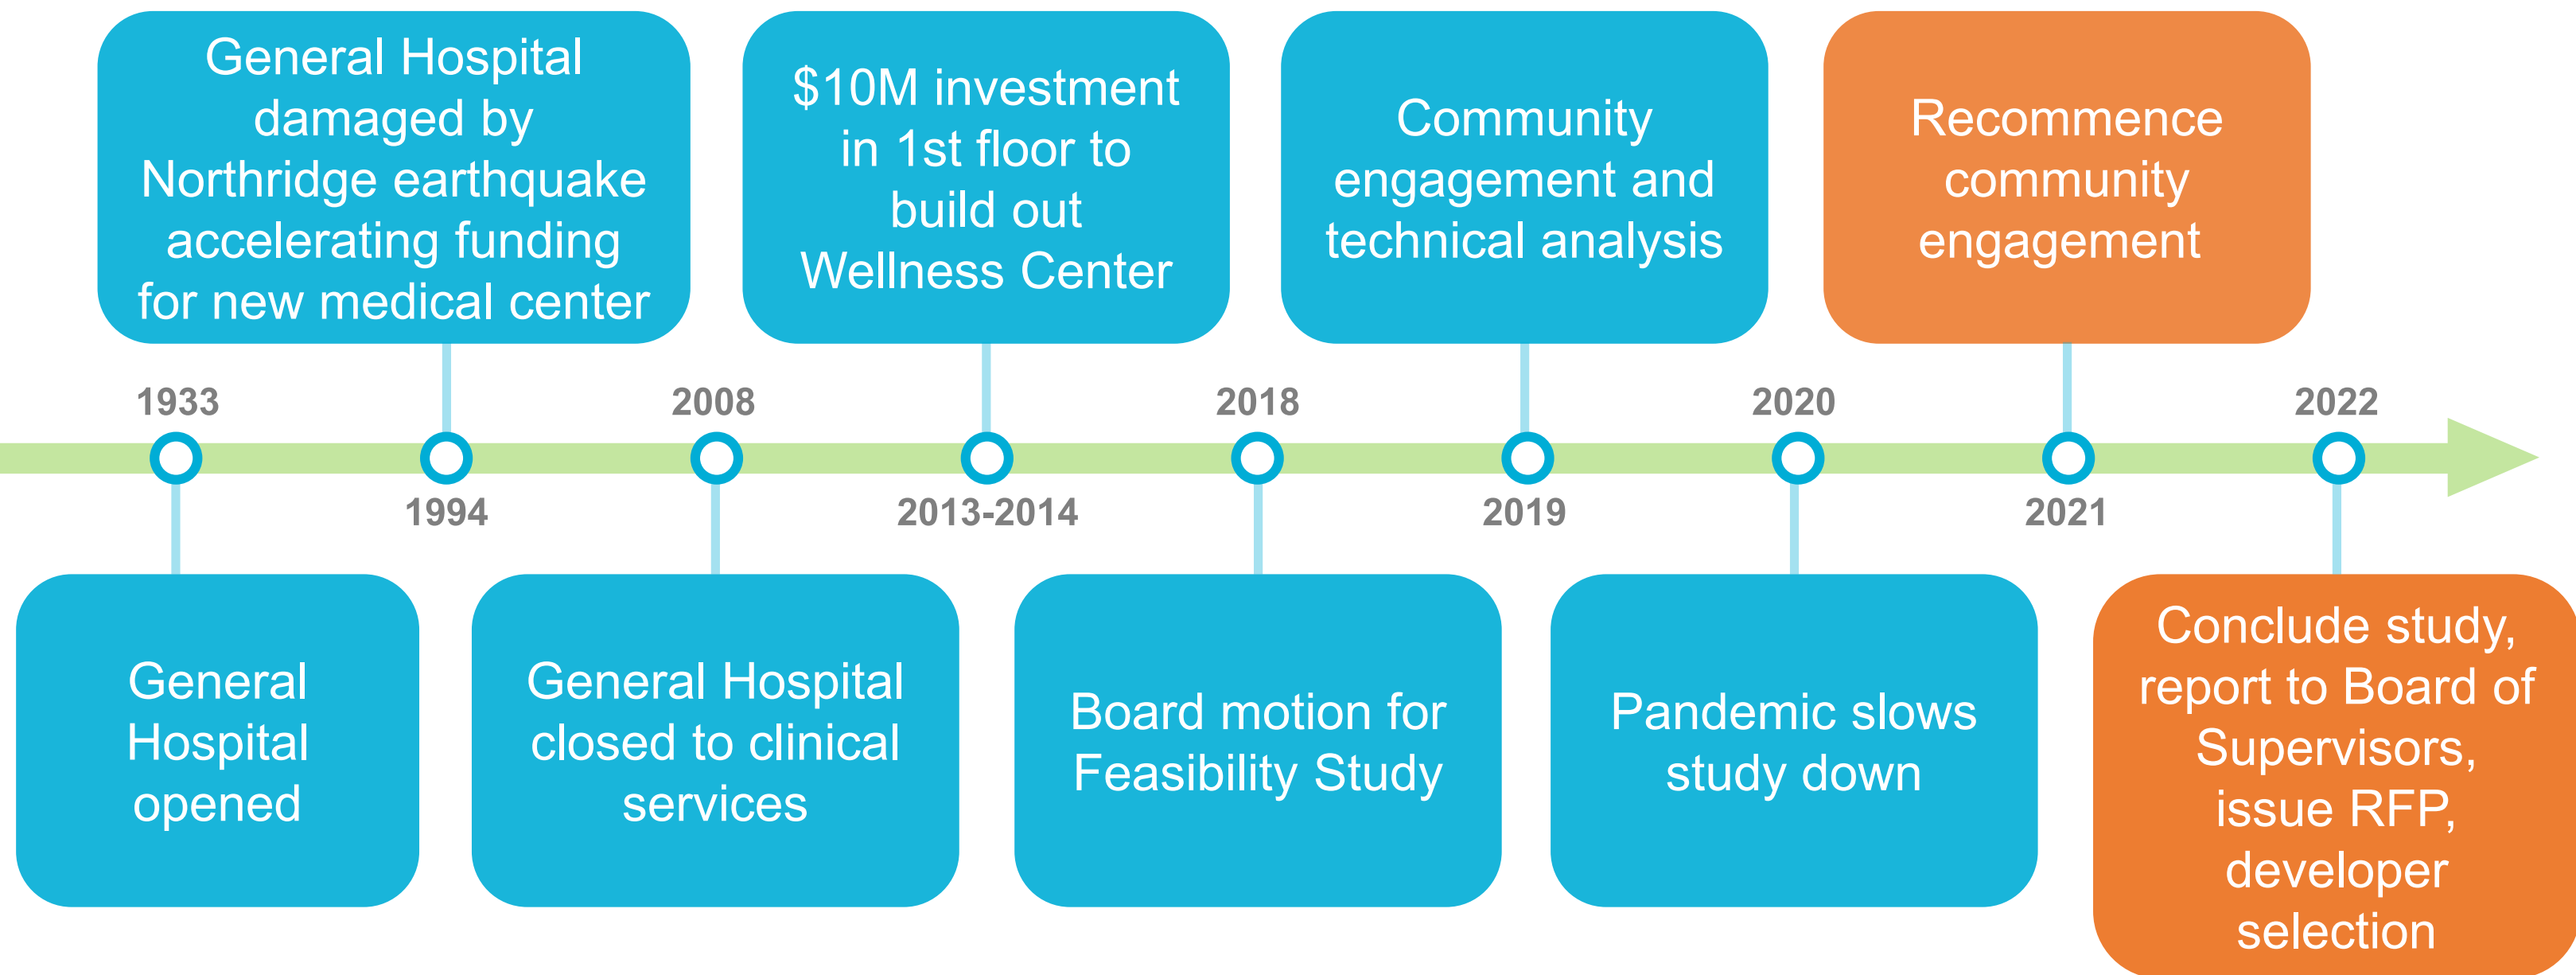 General Hospital
damaged by
Northridge earthquake
accelerating funding
for new medical center
$10M investment
in 1st floor to
build out
Wellness Center
Community
engagement and
technical analysis
Recommence
community
engagement
1933
2008
2018
2020
2022
1994
2013-2014
2019
2021
General
Hospital
opened
General Hospital
closed to clinical
services
Board motion for
Feasibility Study
Pandemic slows
study down
Conclude study,
report to Board of
Supervisors,
issue RFP,
developer
selection